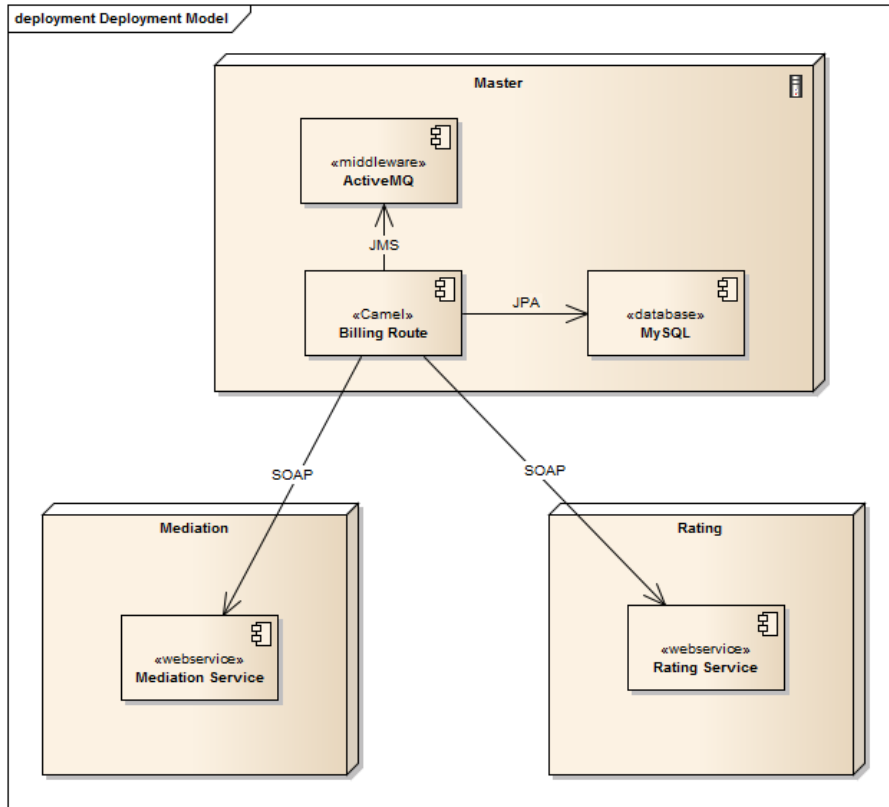 deployment Deployment Model
Master
«middleware»
ActiveMQ
JMS
«Camel»
Billing Route
JPA
«database»
MySQL
SOAP
SOAP
Mediation
Rating
«webservice»
Mediation Service
«webservice»
Rating Service